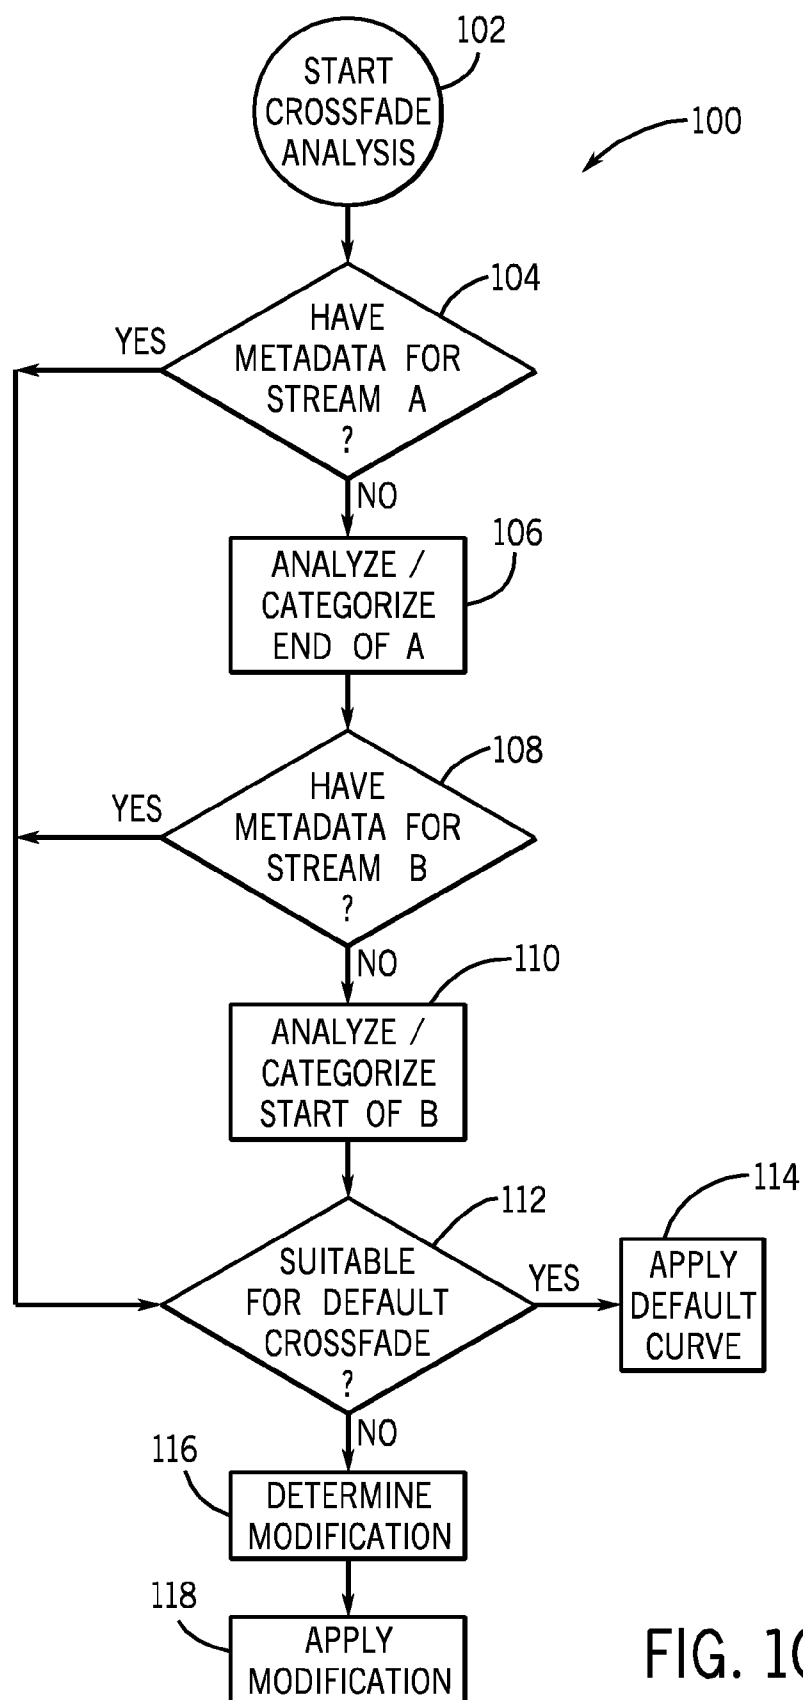 102
START
CROSSFADE
ANALYSIS
100
104
HAVE
METADATA FOR
STREAM A
?
YES
NO
106
ANALYZE /
CATEGORIZE
END OF A
108
HAVE
METADATA FOR
STREAM B
?
YES
NO
110
ANALYZE /
CATEGORIZE
START OF B
112
SUITABLE
FOR DEFAULT
CROSSFADE
?
YES
114
APPLY
DEFAULT
CURVE
NO
116
DETERMINE
MODIFICATION
118
APPLY
MODIFICATION
FIG.